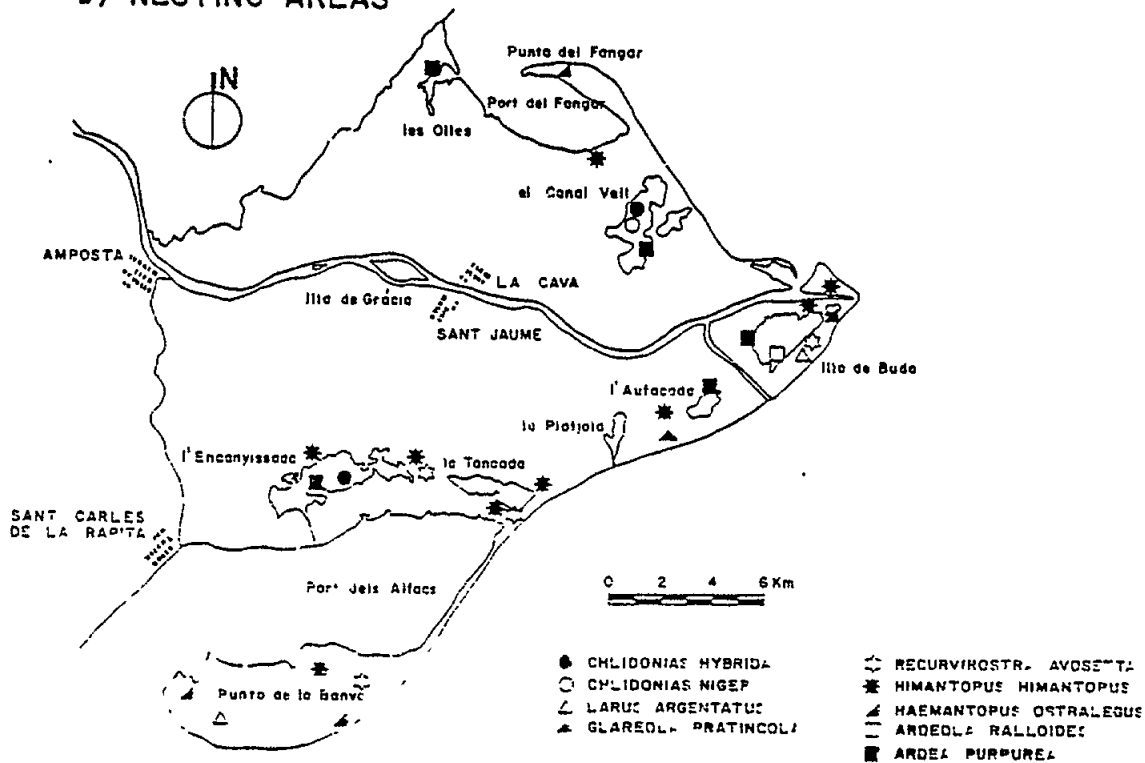 NESTING AREAS
N
Punta del Fangar
Port del Fangar
les Olles
el Canal Vell
AMPOSTA
LA CAVA
Illa de Gràcia
SANT JAUME
Illa de Buda
l'Aufacada
la Platjola
l'Encanyissada
la Tancada
SANT CARLES
DE LA RAPITA
Port dels Alfacs
0 2 4 6 Km
Punta de la Banya
CHLIDONIAS HYBRIDA
CHLIDONIAS NIGER
LARUS ARGENTATUS
GLAREOLA PRATINCOLA
RECURVIROSTRA AVOSETTA
HIMANTOPUS HIMANTOPUS
HAEMANTOPUS OSTRALEGUS
ARDEOLA RALLOIDES
ARDEA PURPUREA